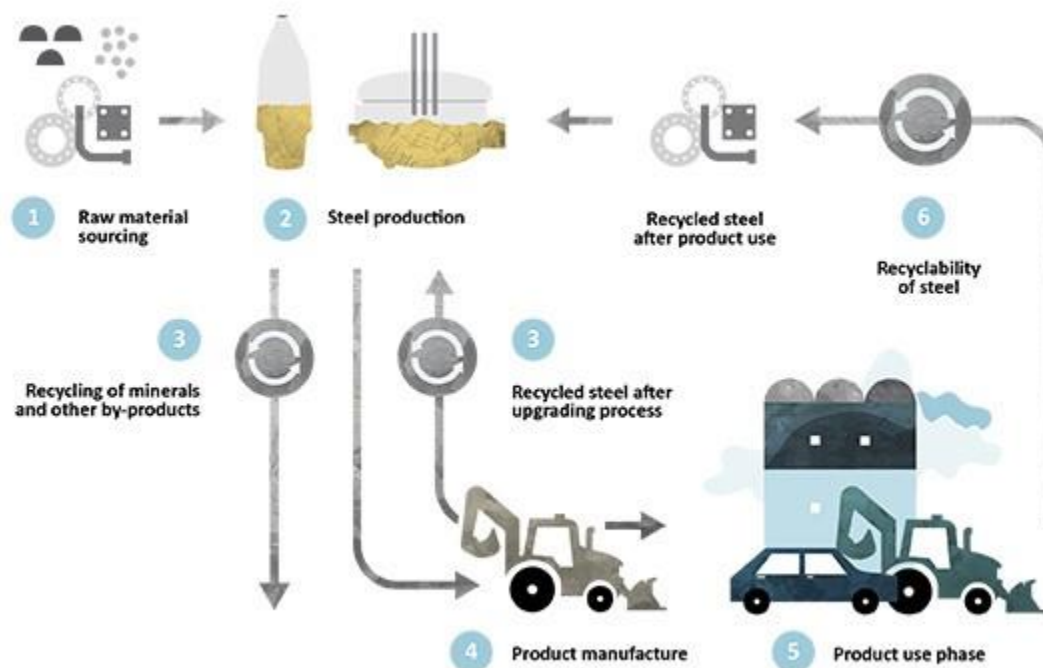 1 Raw material
sourcing
2 Steel production
Recycled steel
after product use
6
Recyclability
of steel
3
Recycling of minerals
and other by-products
3
Recycled steel after
upgrading process
4 Product manufacture
5 Product use phase